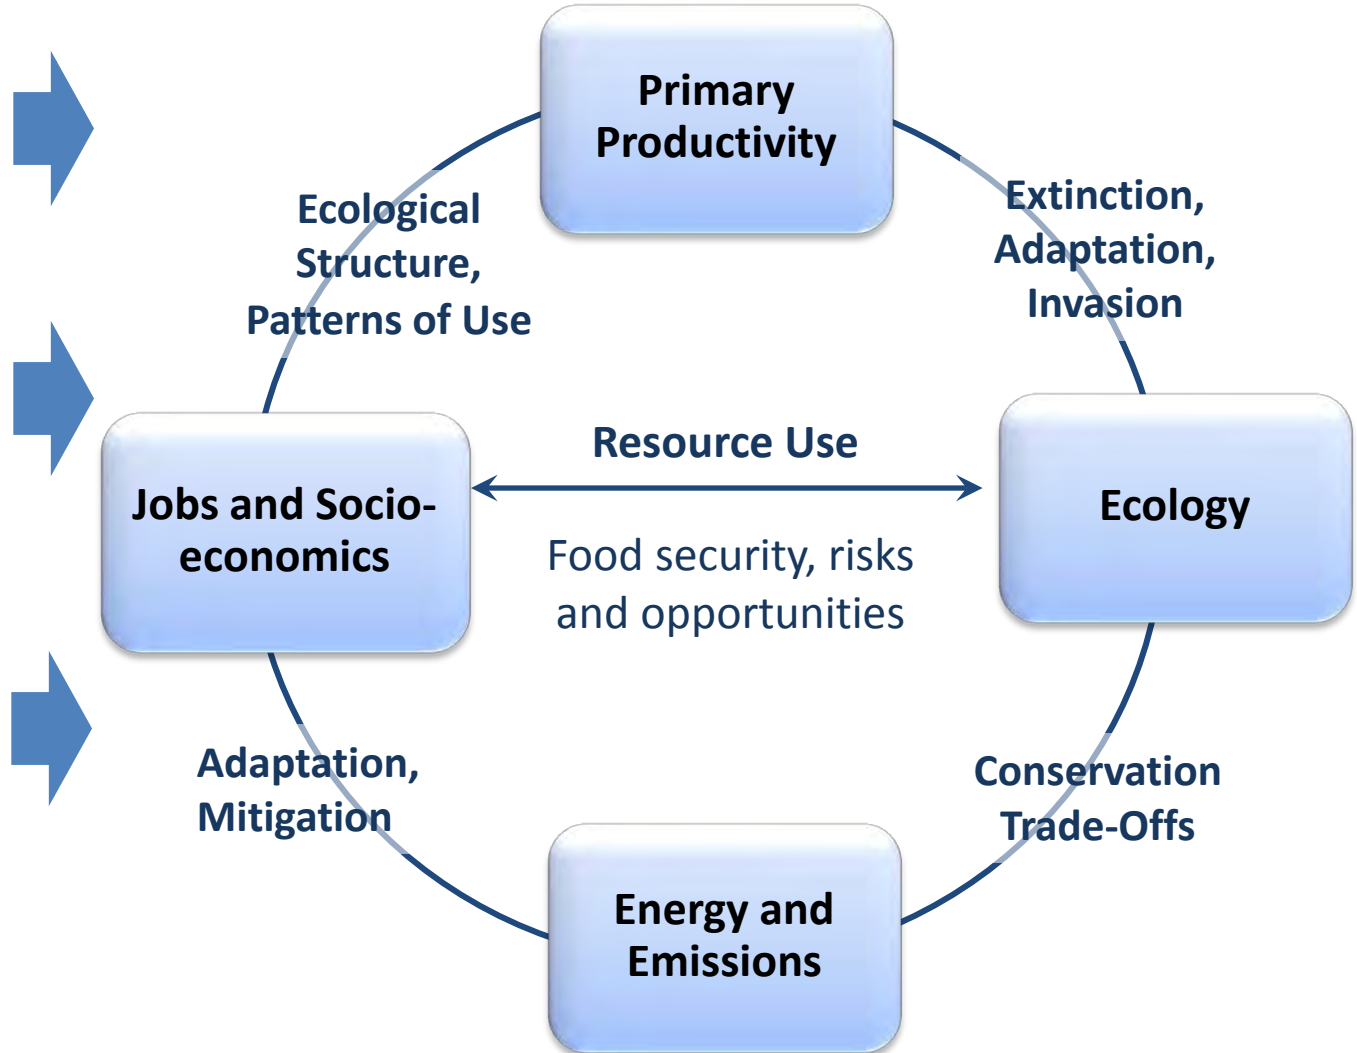 Primary
Productivity
Ecological
Structure,
Patterns of Use
Extinction,
Adaptation,
Invasion
Jobs and Socio-
economics
Resource Use
Food security, risks
and opportunities
Ecology
Adaptation,
Mitigation
Conservation
Trade-Offs
Energy and
Emissions